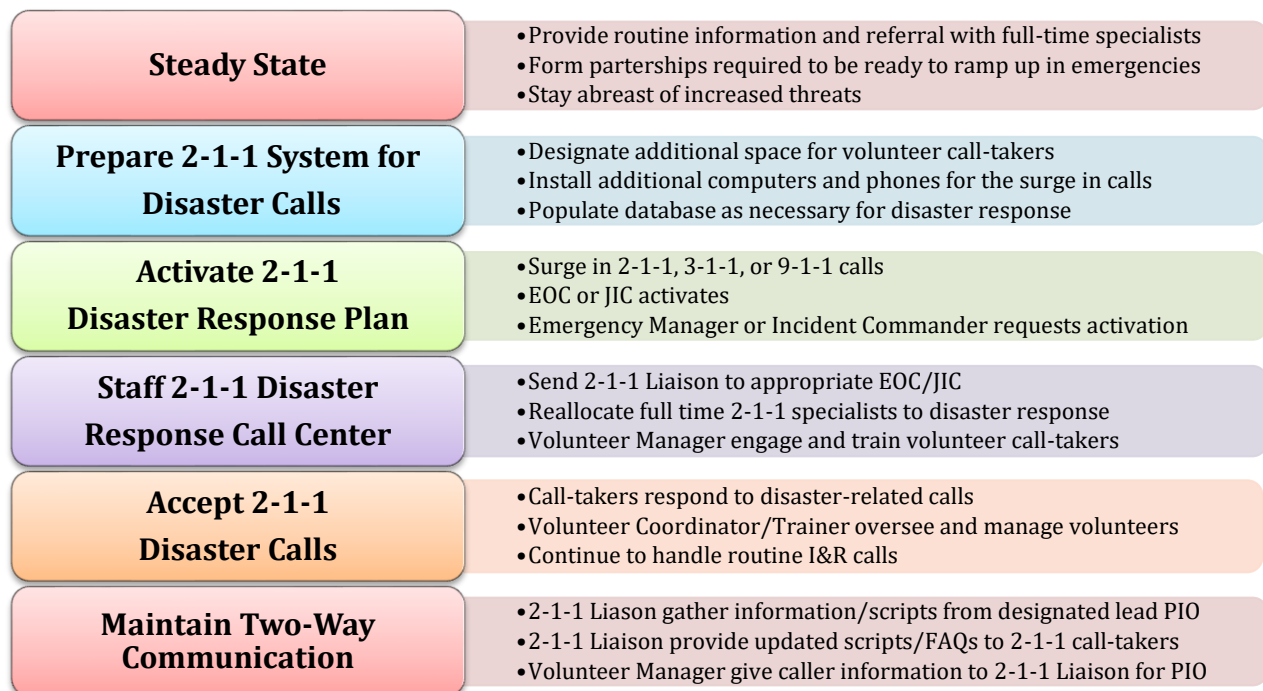 Steady State
•Provide routine information and referral with full-time specialists
•Form parterships required to be ready to ramp up in emergencies
•Stay abreast of increased threats
Prepare 2-1-1 System for
Disaster Calls
•Designate additional space for volunteer call-takers
•Install additional computers and phones for the surge in calls
•Populate database as necessary for disaster response
Activate 2-1-1
Disaster Response Plan
•Surge in 2-1-1, 3-1-1, or 9-1-1 calls
•EOC or JIC activates
•Emergency Manager or Incident Commander requests activation
Staff 2-1-1 Disaster
Response Call Center
•Send 2-1-1 Liaison to appropriate EOC/JIC
•Reallocate full time 2-1-1 specialists to disaster response
•Volunteer Manager engage and train volunteer call-takers
Accept 2-1-1
Disaster Calls
•Call-takers respond to disaster-related calls
•Volunteer Coordinator/Trainer oversee and manage volunteers
•Continue to handle routine I&R calls
Maintain Two-Way
Communication
•2-1-1 Liason gather information/scripts from designated lead PIO
•2-1-1 Liaison provide updated scripts/FAQs to 2-1-1 call-takers
•Volunteer Manager give caller information to 2-1-1 Liaison for PIO